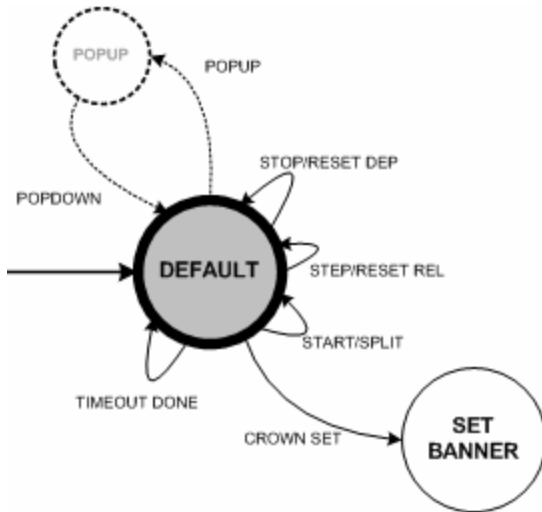 POPUP
POPUP
STOP/RESET DEP
POPDOWN
DEFAULT
STEP/RESET REL
START/SPLIT
TIMEOUT DONE
CROWN SET
SET
BANNER